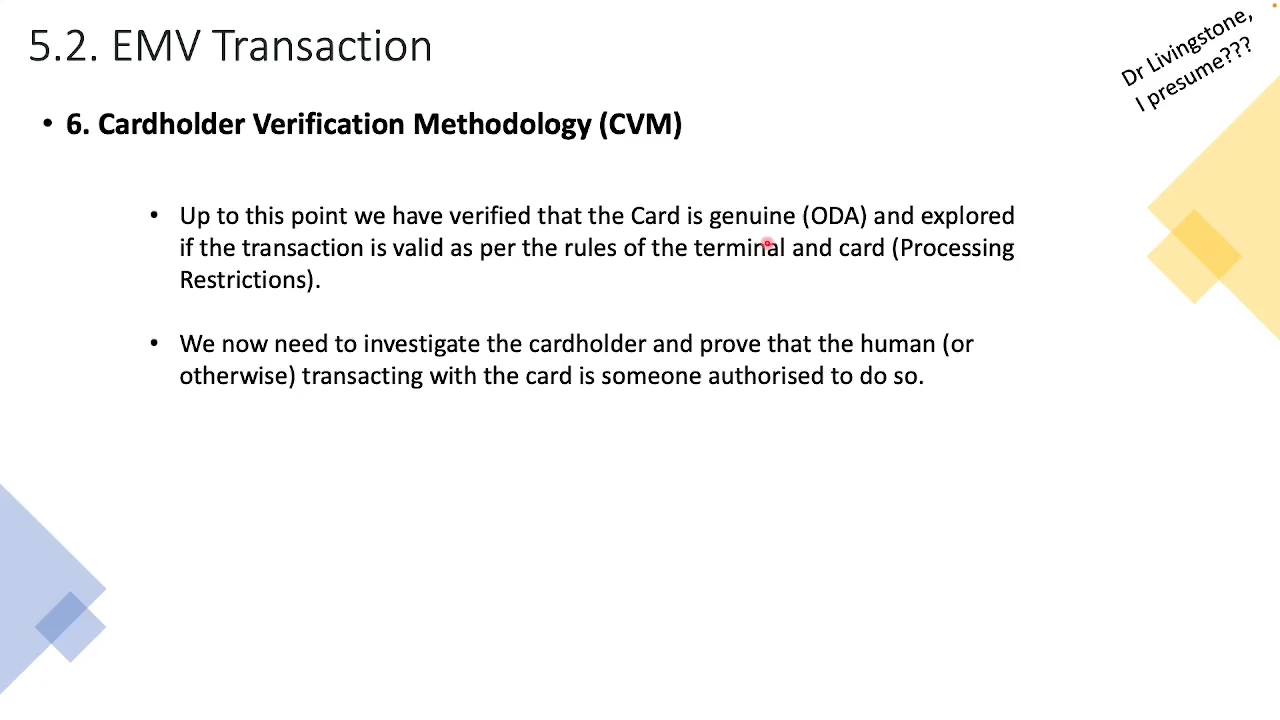 5.2. EMV Transaction
Dr Livingstone,
I presume???
• 6. Cardholder Verification Methodology (CVM)
• Up to this point we have verified that the Card is genuine (ODA) and explored
if the transaction is valid as per the rules of the terminal and card (Processing
Restrictions).
• We now need to investigate the cardholder and prove that the human (or
otherwise) transacting with the card is someone authorised to do so.